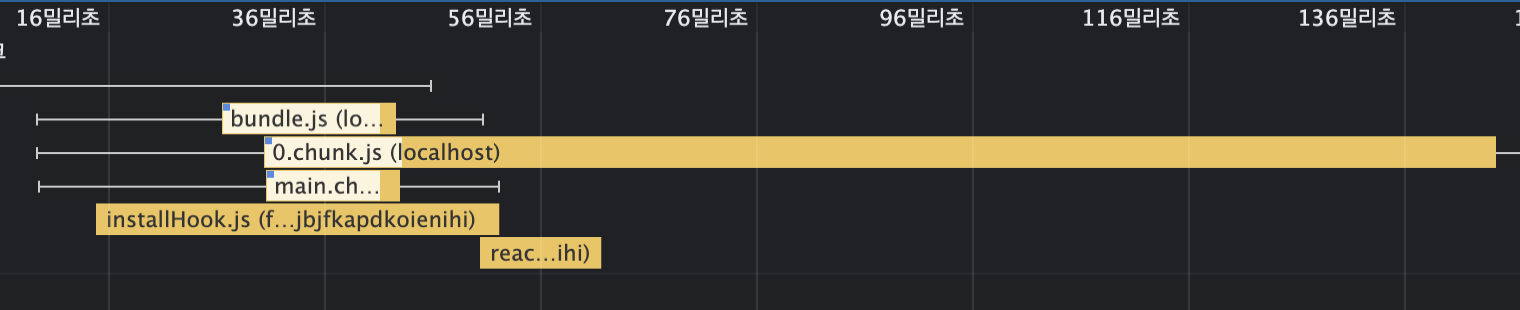 16밀리초 36밀리초 56밀리초 76밀리초 96밀리초 116밀리초 136밀리초
bundle.js (lo…
0.chunk.js (localhost)
main.ch…
installHook.js (f…jbjfkapdkoienihi)
reac…ihi)